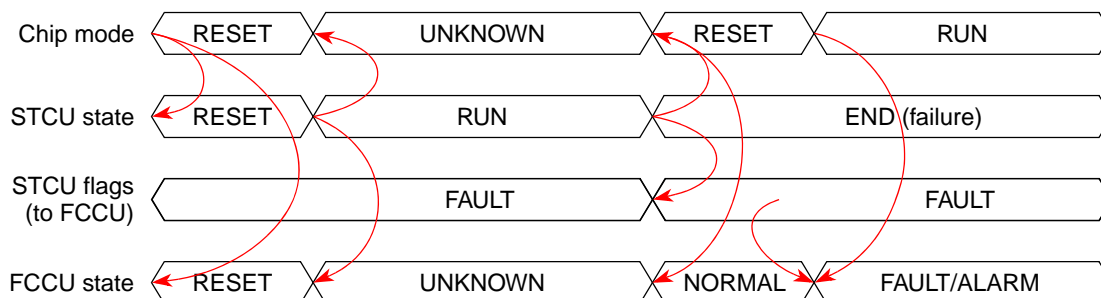 Chip mode RESET UNKNOWN RESET RUN
STCU state RESET RUN END (failure)
STCU flags
(to FCCU) FAULT FAULT
FCCU state RESET UNKNOWN NORMAL FAULT/ALARM